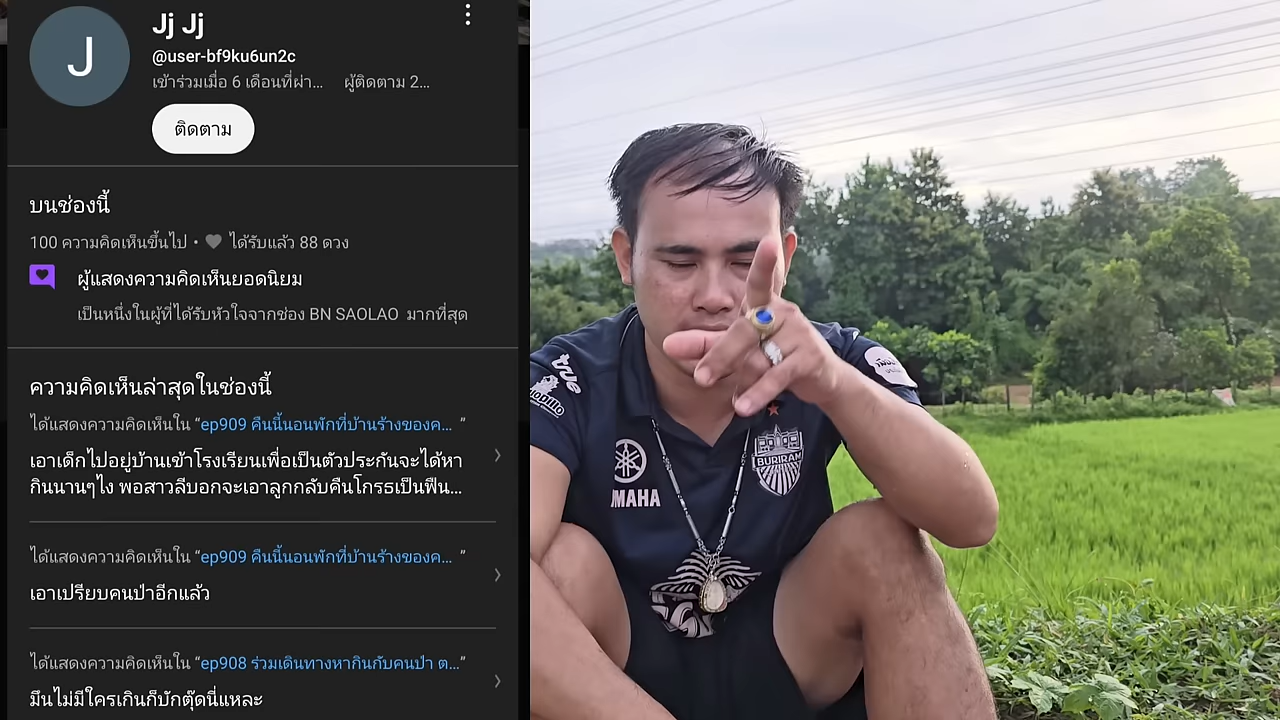 J
Jj Jj
@user-bf9ku6un2c
เข้าร่วมเมื่อ 6 เดือนที่ผ่า... ผู้ติดตาม 2...
ติดตาม
บนช่องนี้
100 ความคิดเห็นขึ้นไป • ได้รับแล้ว 88 ดวง
ผู้แสดงความคิดเห็นยอดนิยม
เป็นหนึ่งในผู้ที่ได้รับหัวใจจากช่อง BN SAOLAO มากที่สุด
ความคิดเห็นล่าสุดในช่องนี้
ได้แสดงความคิดเห็นใน “ep909 คืนนี้นอนพักที่บ้านร้างของค... ”
เอาเด็กไปอยู่บ้านเข้าโรงเรียนเพื่อเป็นตัวประกันจะได้หา
กินนานๆไง พอสาวลีบอกจะเอาลูกกลับคืนโกรธเป็นฟืน...
ได้แสดงความคิดเห็นใน “ep909 คืนนี้นอนพักที่บ้านร้างของค... ”
เอาเปรียบคนป่าอีกแล้ว
ได้แสดงความคิดเห็นใน “ep908 ร่วมเดินทางหากินกับคนป่า ต...”
มึนไม่มีใครเกินก็บักตุ๊ดนี่แหละ
true
MAHA
BURIRAM